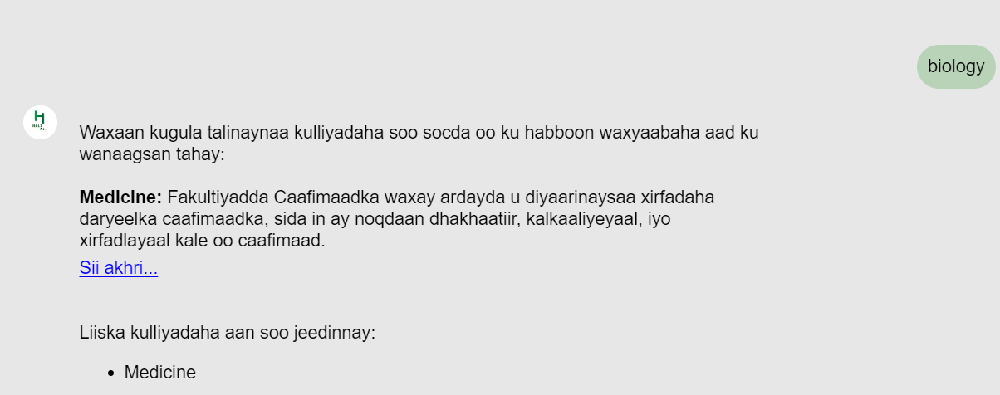 biology
Waxaan kugula talinaynaa kulliyadaha soo socda oo ku habboon waxyaabaha aad ku
wanaagsan tahay:
Medicine: Fakultiyadda Caafimaadka waxay ardayda u diyaarinaysaa xirfadaha
daryeelka caafimaadka, sida in ay noqdaan dhakhaatiir, kalkaaliyeyaal, iyo
xirfadlayaal kale oo caafimaad.
Sii akhri...
Liiska kulliyadaha aan soo jeedinnay:
• Medicine